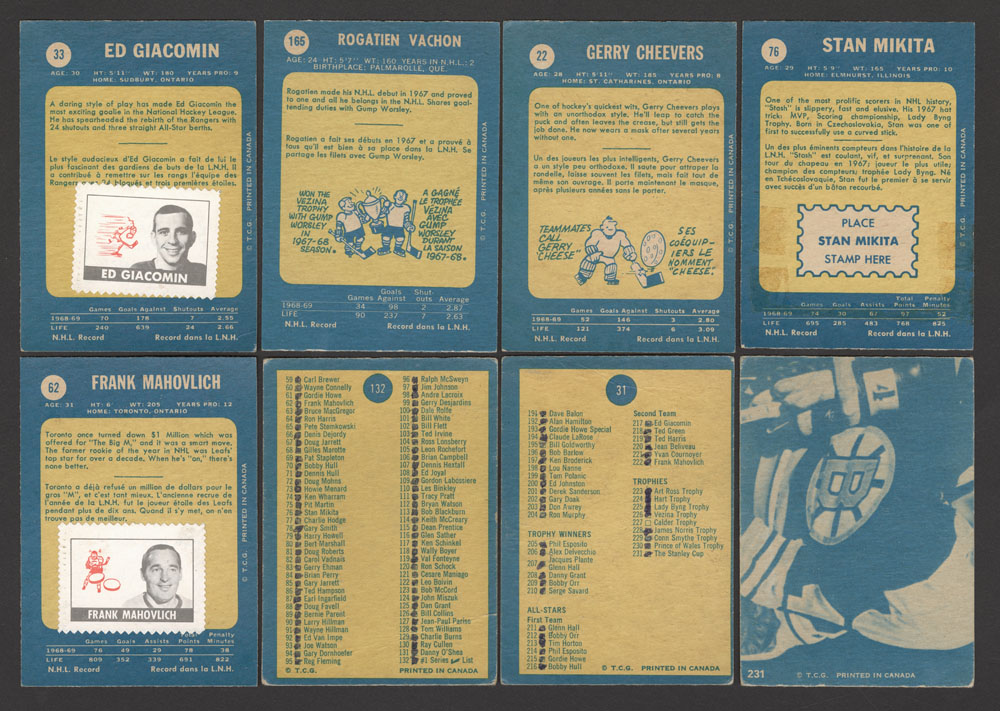 33
ED GIACOMIN
AGE: 30 HT: 5'11" WT: 180 YEARS PRO: 9
HOME: SUDBURY, ONTARIO
A daring style of play has made Ed Giacomin the
most exciting goalie in the National Hockey League.
He has spearheaded the rebirth of the Rangers with
24 shutouts and three straight All-Star berths.
Le style audacieux d'Ed Giacomin a fait de lui le
plus fascinant des gardiens de buts de la L.N.H. Il
a contribué à remettre sur les rangs l'équipe des
Rangers 24 bloqués et trois premières étoiles.
ED GIACOMIN
© T.C.G. PRINTED IN CANADA
Games Goals Against Shutouts Average
1968-69 70 178 7 2.55
LIFE 240 639 24 2.66
N.H.L. Record Record dans la L.N.H.
165
ROGATIEN VACHON
AGE: 24 HT: 5'7" WT: 160 YEARS IN N.H.L.: 2
BIRTHPLACE: PALMAROLLE, QUE.
Rogatien made his N.H.L. debut in 1967 and proved
to one and all he belongs in the N.H.L. Shares goal-
tending duties with Gump Worsley.
Rogatien a fait ses débuts en 1967 et a prouvé à
tous qu'il est bien à sa place dans la L.N.H. Se
partage les filets avec Gump Worsley.
WON THE
VEZINA
TROPHY
WITH GUMP
WORSLEY
IN
1967-68
SEASON.
A GAGNÉ
LE TROPHÉE
VEZINA
AVEC
GUMP
WORSLEY
DURANT
LA SAISON
1967-68.
© T.C.G. PRINTED IN CANADA
Games Goals Against Shut-outs Average
1968-69 34 98 2 2.87
LIFE 90 237 7 2.63
N.H.L. Record Record dans la L.N.H.
22
GERRY CHEEVERS
AGE: 28 HT: 5'11" WT: 185 YEARS PRO: 8
HOME: ST. CATHARINES, ONTARIO
One of hockey's quickest wits, Gerry Cheevers plays
with an unorthodox style. He'll leap to catch the
puck and often leaves the crease, but still gets the
job done. He now wears a mask after several years
without one.
Un des joueurs les plus intelligents, Gerry Cheevers
a un style peu orthodoxe. Il saute pour attraper la
rondelle, laisse souvent les filets, mais fait tout de
même son ouvrage. Il porte maintenant le masque,
après plusieurs années sans le porter.
TEAMMATES
CALL
GERRY
"CHEESE"
SES
COÉQUIP-
IERS LE
NOMMENT
"CHEESE."
© T.C.G. PRINTED IN CANADA
Games Goals Against Shutouts Average
1968-69 52 146 3 2.80
LIFE 121 374 6 3.09
N.H.L. Record Record dans la L.N.H.
76
STAN MIKITA
AGE: 29 HT: 5'9" WT: 165 YEARS PRO: 10
HOME: ELMHURST, ILLINOIS
One of the most prolific scorers in NHL history,
"Stash" is slippery, fast and elusive. His 1967 hat
trick: MVP, Scoring championship, Lady Byng
Trophy. Born in Czechoslovakia, Stan was one of
first to successfully use a curved stick.
Un des plus éminents compteurs dans l'histoire de la
L.N.H. "Stash" est coulant, vif, et surprenant. Son
tour du chapeau en 1967; joueur le plus utile;
champion des compteurs; trophée Lady Byng. Né
en Tchécoslovaquie, Stan fut le premier à se servir
avec succès d'un bâton recourbé.
PLACE
STAN MIKITA
STAMP HERE
© T.C.G. PRINTED IN CANADA
Games Goals Assists Total Points Penalty Minutes
1968-69 74 30 67 97 52
LIFE 695 285 483 768 825
N.H.L. Record Record dans la L.N.H.
62
FRANK MAHOVLICH
AGE: 31 HT: 6 WT: 205 YEARS PRO: 12
HOME: TORONTO, ONTARIO
Toronto once turned down $1 Million which was
offered for "The Big M," and it was a smart move.
The former rookie of the year in NHL was Leafs'
top star for over a decade. When he's "on," there's
none better.
Toronto a déjà refusé un million de dollars pour le
gros "M", et c'est tant mieux. L'ancienne recrue de
l'année de la L.N.H. fut le joueur étoile des Leafs
pendant plus de dix ans. Quand il s'y met, on n'en
trouve pas de meilleur.
FRANK MAHOVLICH
© T.C.G. PRINTED IN CANADA
Games Goals Assists Points Penalty Minutes
1968-69 76 49 29 78 38
LIFE 809 352 339 691 822
N.H.L. Record Record dans la L.N.H.
132
59 Carl Brewer
60 Wayne Connelly
61 Gordie Howe
62 Frank Mahovlich
63 Bruce MacGregor
64 Ron Harris
65 Pete Stemkowski
66 Denis Dejordy
67 Doug Jarrett
68 Gilles Marotte
69 Pat Stapleton
70 Bobby Hull
71 Dennis Hull
72 Doug Mohns
73 Howie Menard
74 Ken Wharram
75 Pit Martin
76 Stan Mikita
77 Charlie Hodge
78 Gary Smith
79 Harry Howell
80 Bert Marshall
81 Doug Roberts
82 Carol Vadnais
83 Gerry Ehman
84 Brian Perry
85 Gary Jarrett
86 Ted Hampson
87 Earl Ingarfield
88 Doug Favell
89 Bernie Parent
90 Larry Hillman
91 Wayne Hillman
92 Ed Van Impe
93 Joe Watson
94 Gary Dornhoefer
95 Reg Fleming
96 Ralph McSweyn
97 Jim Johnson
98 Andre Lacroix
99 Gerry Desjardins
100 Dale Rolfe
101 Bill White
102 Bill Flett
103 Ted Irvine
104 Ross Lonsberry
105 Leon Rochefort
106 Brian Campbell
107 Dennis Hextall
108 Ed Joyal
109 Gordon Labossiere
110 Les Binkley
111 Tracy Pratt
112 Bryan Watson
113 Bob Blackburn
114 Keith McCreary
115 Dean Prentice
116 Glen Sather
117 Ken Schinkel
118 Wally Boyer
119 Val Fonteyne
120 Ron Schock
121 Cesare Maniago
122 Leo Boivin
123 Bob McCord
124 John Miszuk
125 Dan Grant
126 Bill Collins
127 Jean-Paul Parise
128 Tom Williams
129 Charlie Burns
130 Ray Cullen
131 Danny O'Shea
132 #1 Series List
© T.C.G. PRINTED IN CANADA
31
191 Dave Balon
192 Alan Hamilton
193 Gordie Howe Special
194 Claude LaRose
195 Bill Goldworthy
196 Bob Barlow
197 Ken Broderick
198 Lou Nanne
199 Tom Polanic
200 Ed Johnston
201 Derek Sanderson
202 Gary Doak
203 Don Awrey
204 Ron Murphy
TROPHY WINNERS
205 Phil Esposito
206 Alex Delvecchio
Jacques Plante
207
Glenn Hall
208 Danny Grant
209 Bobby Orr
210 Serge Savard
ALL-STARS
First Team
211 Glenn Hall
212 Bobby Orr
213 Tim Horton
214 Phil Esposito
215 Gordie Howe
216 Bobby Hull
Second Team
217 Ed Giacomin
218 Ted Green
219 Ted Harris
220 Jean Beliveau
221 Yvan Cournoyer
222 Frank Mahovlich
TROPHIES
223 Art Ross Trophy
224 Hart Trophy
225 Lady Byng Trophy
226 Vezina Trophy
227 Calder Trophy
228 James Norris Trophy
229 Conn Smythe Trophy
230 Prince of Wales Trophy
231 The Stanley Cup
© T.C.G. PRINTED IN CANADA
4
B
231 © T.C.G. PRINTED IN CANADA